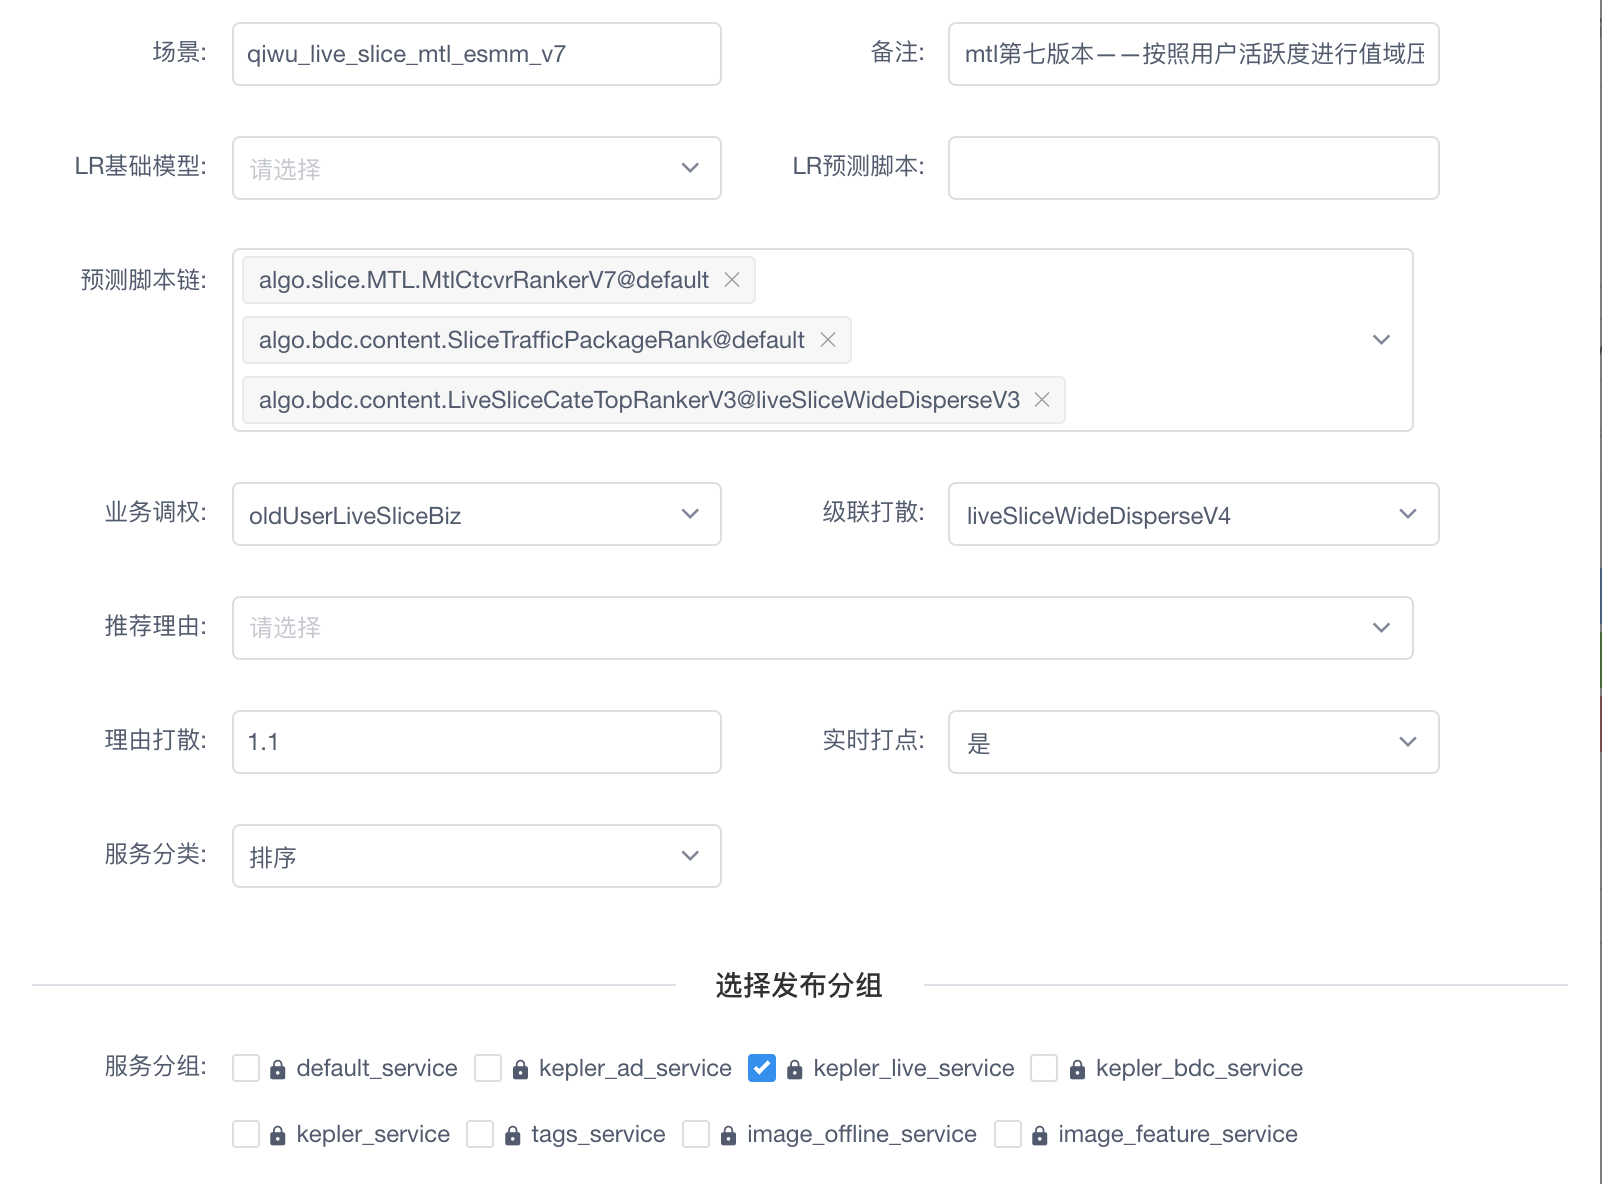 场景: qiwu_live_slice_mtl_esmm_v7 备注: mtl第七版本——按照用户活跃度进行值域压
LR基础模型: 请选择 LR预测脚本:
预测脚本链: algo.slice.MTL.MtlCtcvrRankerV7@default
algo.bdc.content.SliceTrafficPackageRank@default
algo.bdc.content.LiveSliceCateTopRankerV3@liveSliceWideDisperseV3
业务调权: oldUserLiveSliceBiz 级联打散: liveSliceWideDisperseV4
推荐理由: 请选择
理由打散: 1.1 实时打点: 是
服务分类: 排序
选择发布分组
服务分组: default_service kepler_ad_service kepler_live_service kepler_bdc_service
kepler_service tags_service image_offline_service image_feature_service